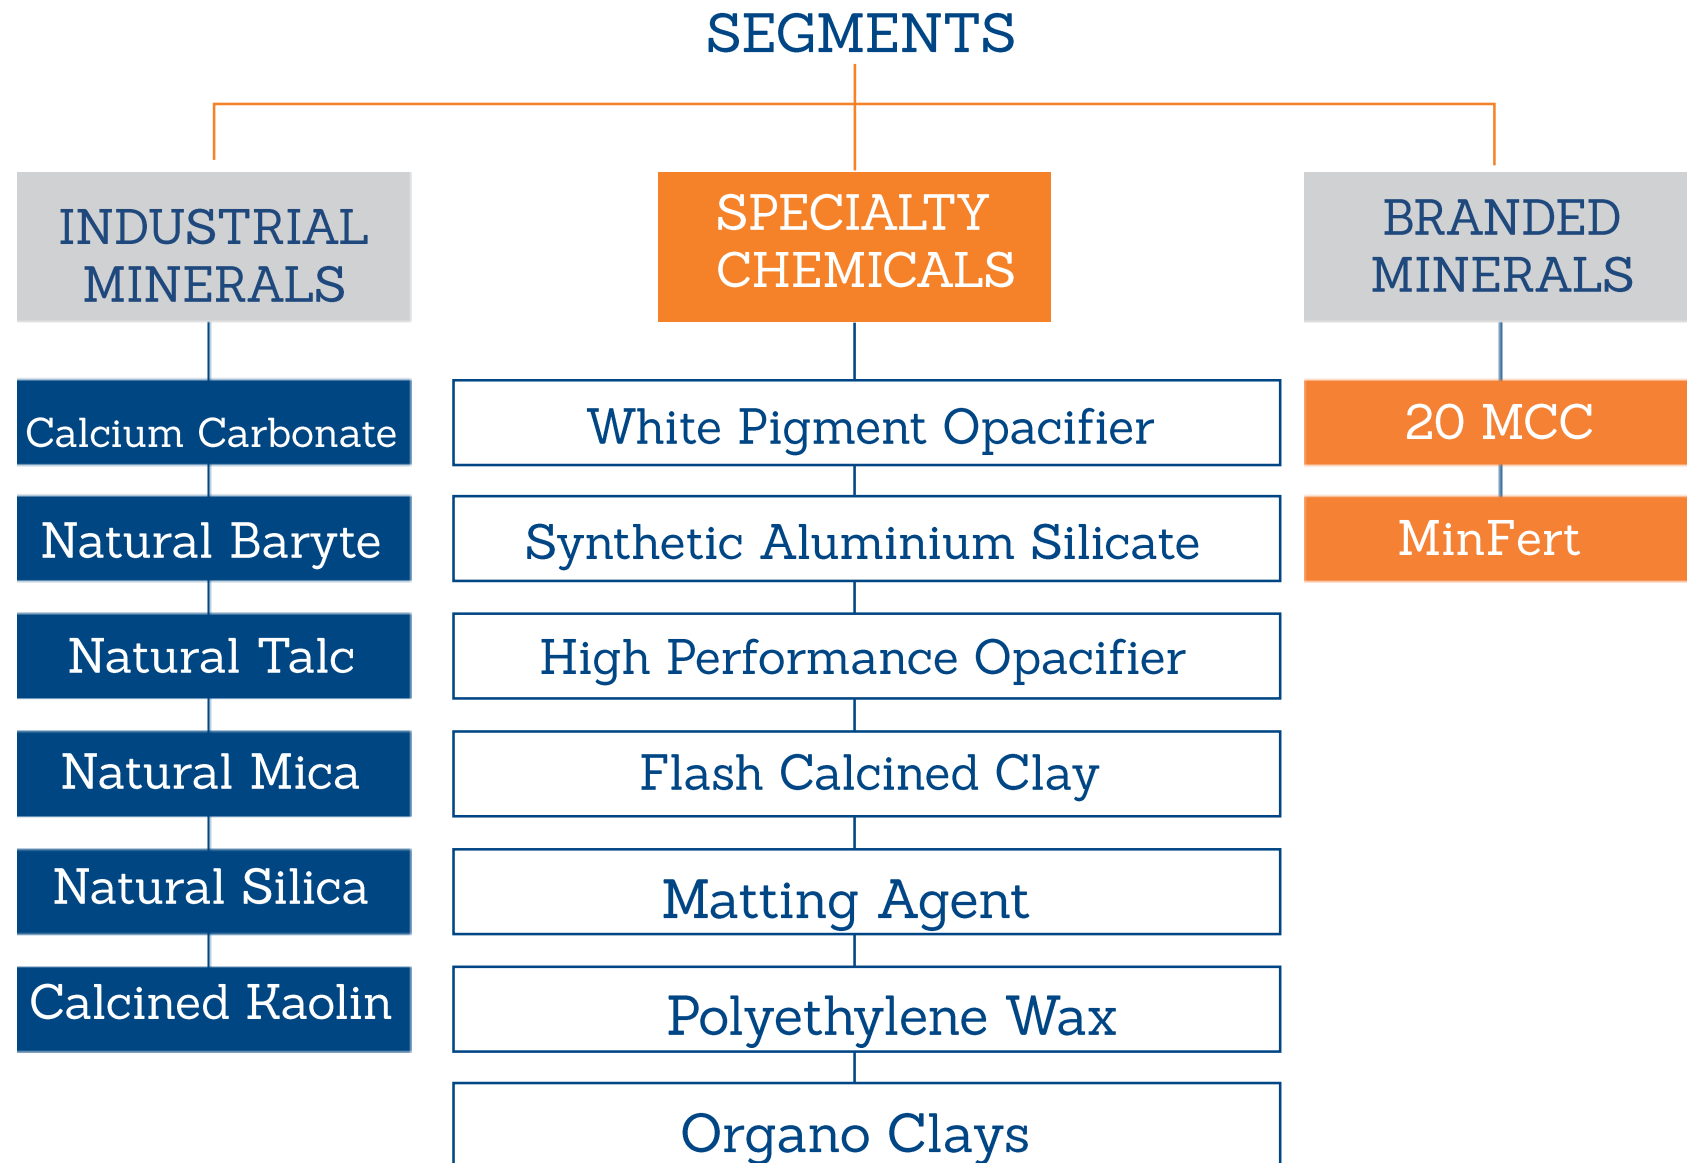 SEGMENTS
INDUSTRIAL
MINERALS
Calcium Carbonate
Natural Baryte
Natural Talc
Natural Mica
Natural Silica
Calcined Kaolin
SPECIALTY
CHEMICALS
White Pigment Opacifier
Synthetic Aluminium Silicate
High Performance Opacifier
Flash Calcined Clay
Matting Agent
Polyethylene Wax
Organo Clays
BRANDED
MINERALS
20 MCC
MinFert